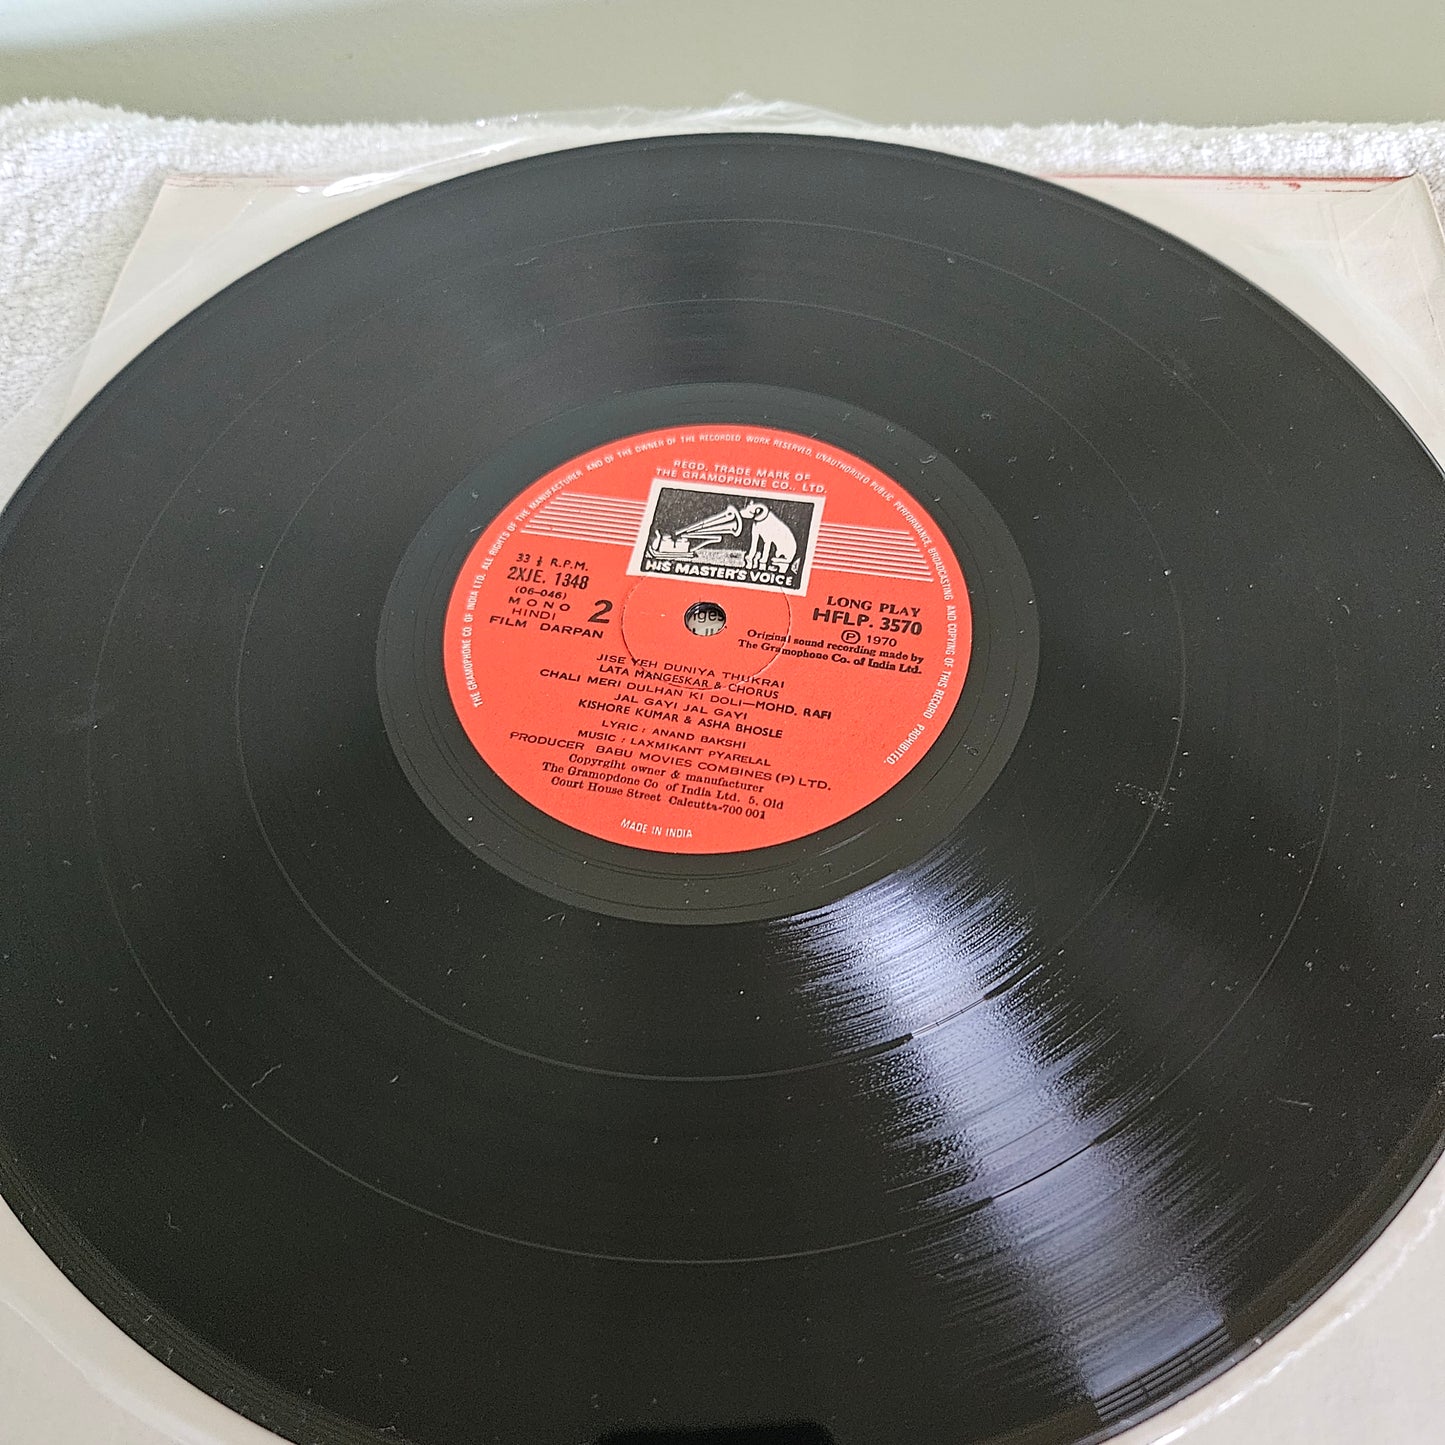 THE GRAMOPHONE CO OF INDIA LTD. ALL RIGHTS OF THE MANUFACTURER AND OF THE OWNER OF THE RECORDED WORK RESERVED, UNAUTHORISED PUBLIC PERFORMANCE, BROADCASTING AND COPYING OF THIS RECORD PROHIBITED.
REGD. TRADE MARK OF
THE GRAMOPHONE CO., LTD.
HIS MASTER'S VOICE
33 ⅓ R.P.M.
2XJE. 1348
(06-046)
MONO
HINDI
FILM DARPAN
2
LONG PLAY
HFLP. 3570
Ⓟ 1970
Original sound recording made by
The Gramophone Co. of India Ltd.
JISE YEH DUNIYA THUKRAI
LATA MANGESKAR & CHORUS
CHALI MERI DULHAN KI DOLI—MOHD. RAFI
JAL GAYI JAL GAYI
KISHORE KUMAR & ASHA BHOSLE
LYRIC : ANAND BAKSHI
MUSIC : LAXMIKANT PYARELAL
PRODUCER BABU MOVIES COMBINES (P) LTD.
Copyrgiht owner & manufacturer
The Gramopdone Co of India Ltd. 5, Old
Court House Street Calcutta-700 001
MADE IN INDIA